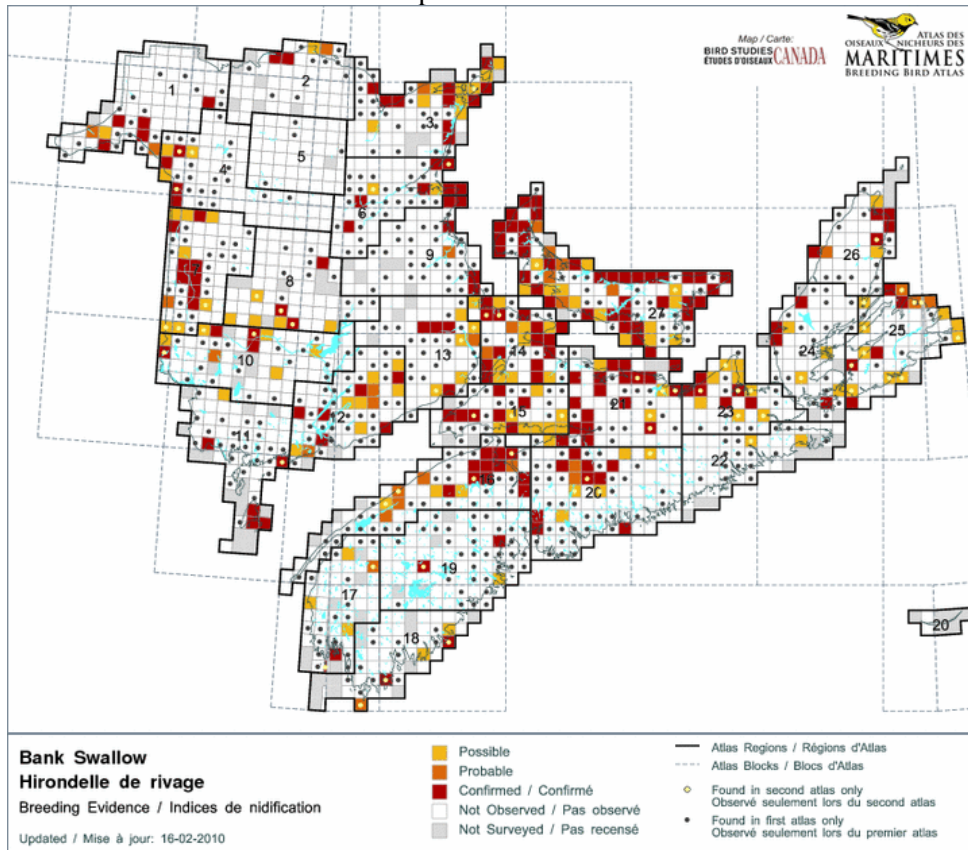 Map / Carte:
BIRD STUDIES
ÉTUDES D'OISEAUX CANADA
ATLAS DES
OISEAUX NICHEURS DES
MARITIMES
BREEDING BIRD ATLAS
1
2
3
5
4
6
9
8
26
27
25
10
13
14
24
12
15
21
23
11
22
16
20
19
17
18
20
Bank Swallow
Hirondelle de rivage
Breeding Evidence / Indices de nidification
Updated / Mise à jour: 16-02-2010
Possible
Probable
Confirmed / Confirmé
Not Observed / Pas observé
Not Surveyed / Pas recensé
Atlas Regions / Régions d'Atlas
Atlas Blocks / Blocs d'Atlas
Found in second atlas only
Observé seulement lors du second atlas
Found in first atlas only
Observé seulement lors du premier atlas